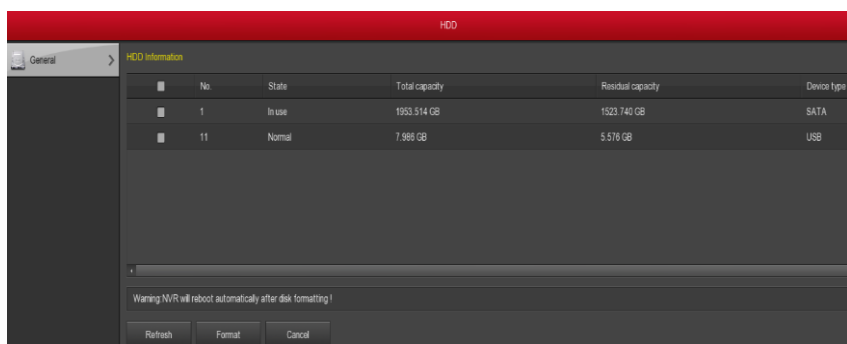 HDD
General
HDD Information
No. State Total capacity Residual capacity Device type
1 In use 1953.514 GB 1523.740 GB SATA
11 Normal 7.986 GB 5.576 GB USB
Warning:NVR will reboot automatically after disk formatting !
Refresh Format Cancel